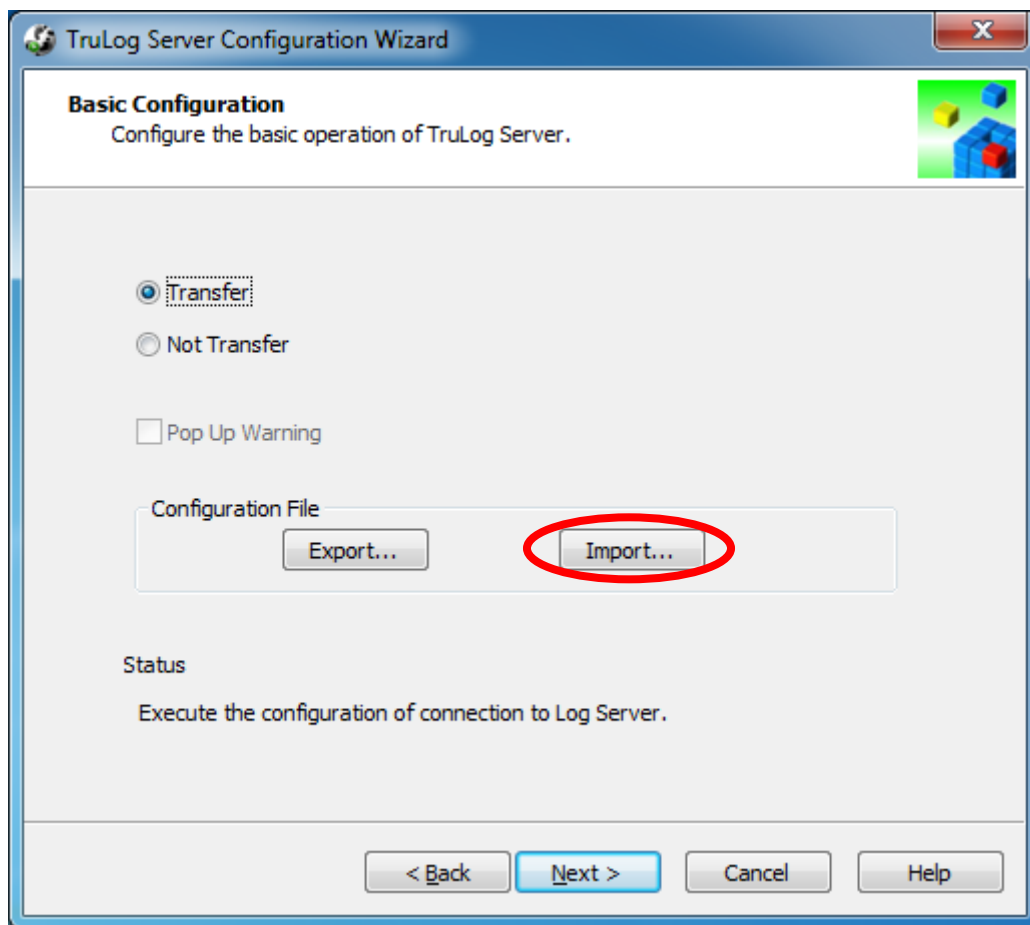 TruLog Server Configuration Wizard
Basic Configuration
Configure the basic operation of TruLog Server.
Transfer
Not Transfer
Pop Up Warning
Configuration File
Export...
Import...
Status
Execute the configuration of connection to Log Server.
< Back
Next >
Cancel
Help